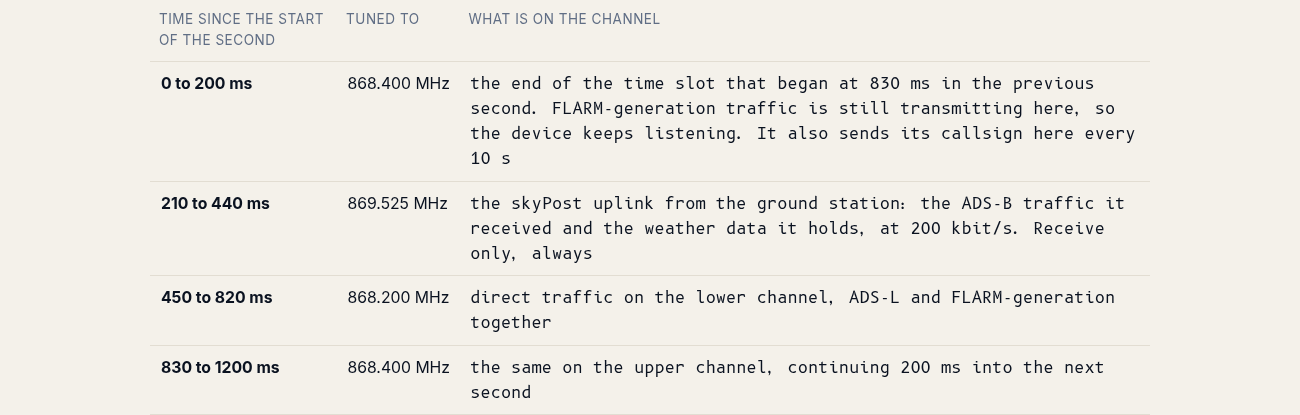 TIME SINCE THE START OF THE SECOND
TUNED TO
WHAT IS ON THE CHANNEL
0 to 200 ms
868.400 MHz
the end of the time slot that began at 830 ms in the previous
second. FLARM-generation traffic is still transmitting here, so
the device keeps listening. It also sends its callsign here every
10 s
210 to 440 ms
869.525 MHz
the skyPost uplink from the ground station: the ADS-B traffic it
received and the weather data it holds, at 200 kbit/s. Receive
only, always
450 to 820 ms
868.200 MHz
direct traffic on the lower channel, ADS-L and FLARM-generation
together
830 to 1200 ms
868.400 MHz
the same on the upper channel, continuing 200 ms into the next
second